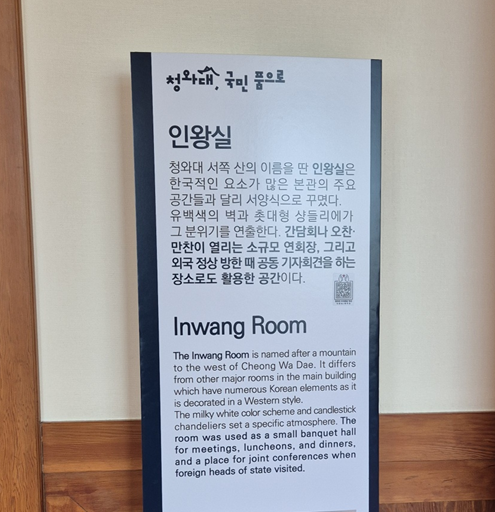 청와대, 국민 품으로
인왕실
청와대 서쪽 산의 이름을 딴 인왕실은
한국적인 요소가 많은 본관의 주요
공간들과 달리 서양식으로 꾸몄다.
유백색의 벽과 촛대형 샹들리에가
그 분위기를 연출한다. 간담회나 오찬·
만찬이 열리는 소규모 연회장, 그리고
외국 정상 방한 때 공동 기자회견을 하는
장소로도 활용한 공간이다.
Inwang Room
The Inwang Room is named after a mountain
to the west of Cheong Wa Dae. It differs
from other major rooms in the main building
which have numerous Korean elements as it
is decorated in a Western style.
The milky white color scheme and candlestick
chandeliers set a specific atmosphere. The
room was used as a small banquet hall
for meetings, luncheons, and dinners,
and a place for joint conferences when
foreign heads of state visited.